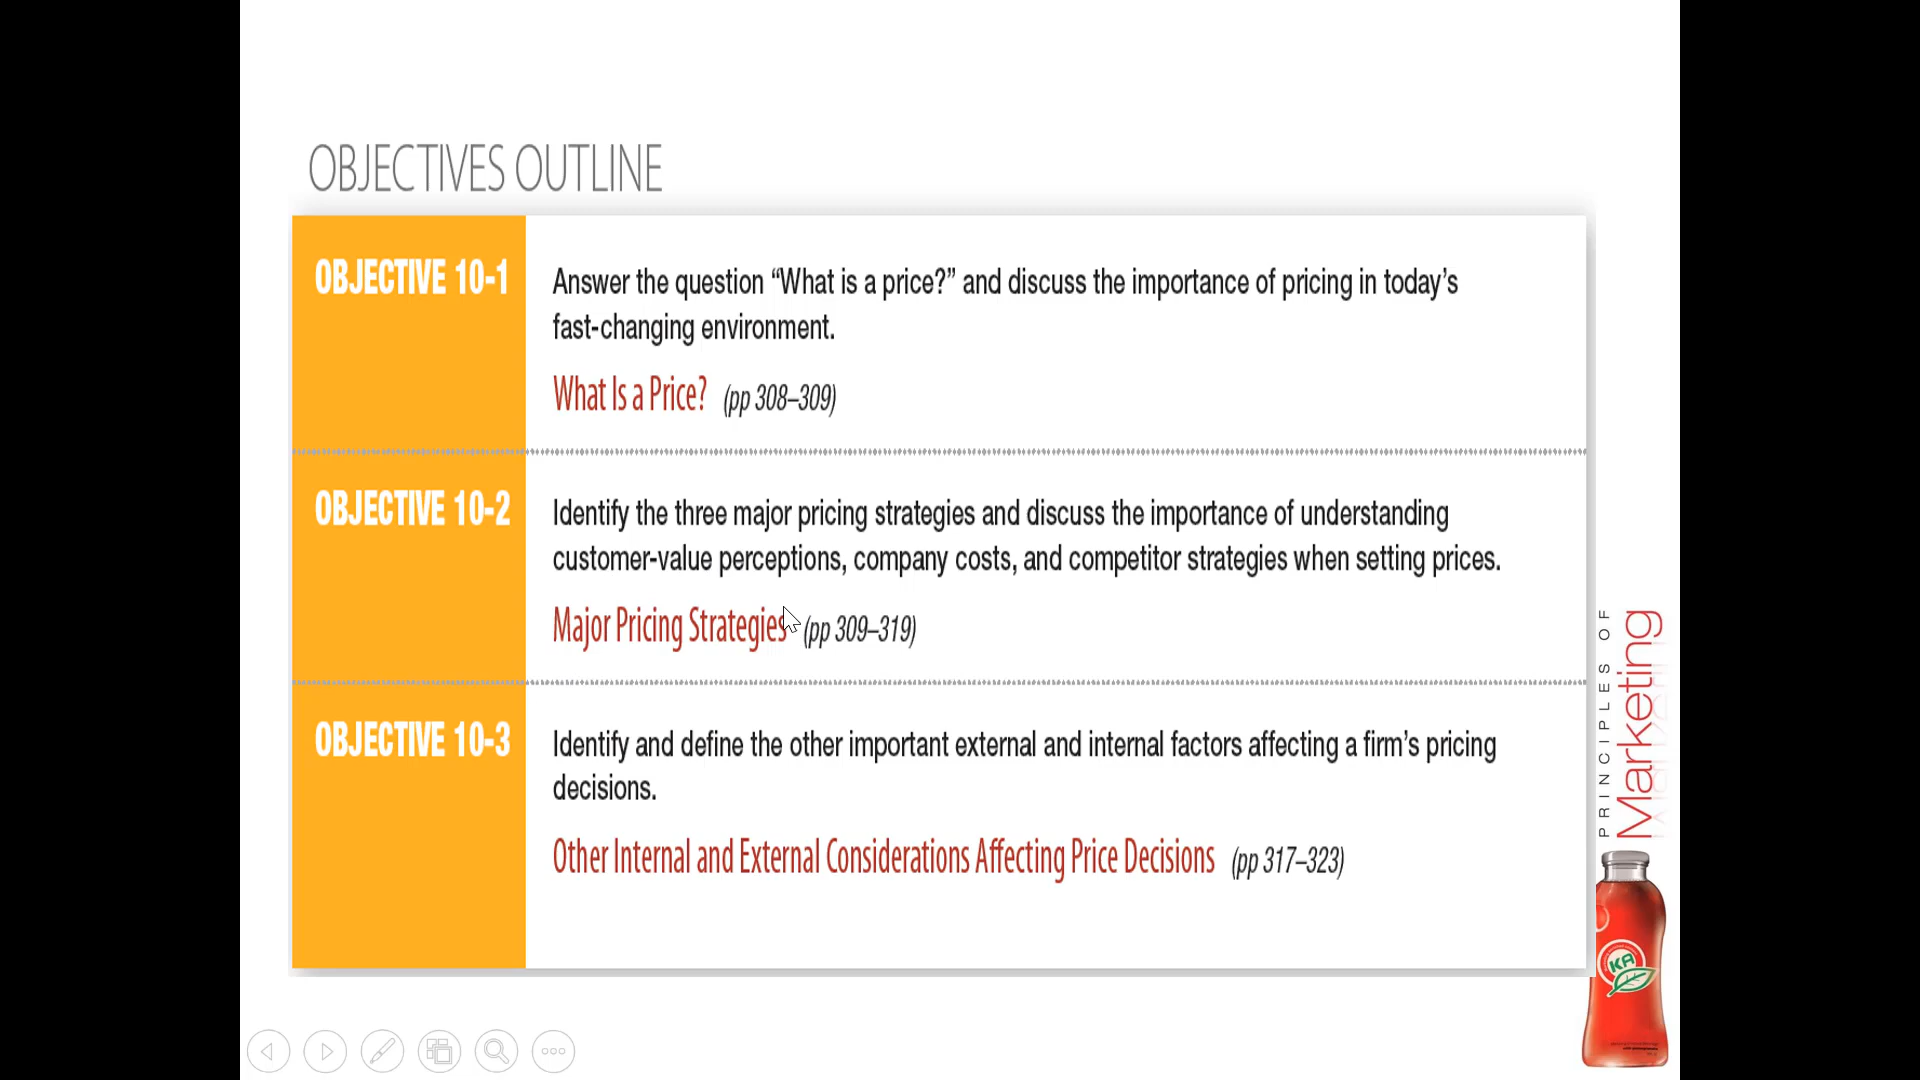 OBJECTIVES OUTLINE
OBJECTIVE 10-1
Answer the question “What is a price?” and discuss the importance of pricing in today’s
fast-changing environment.
What Is a Price? (pp 308–309)
OBJECTIVE 10-2
Identify the three major pricing strategies and discuss the importance of understanding
customer-value perceptions, company costs, and competitor strategies when setting prices.
Major Pricing Strategies (pp 309–319)
OBJECTIVE 10-3
Identify and define the other important external and internal factors affecting a firm’s pricing
decisions.
Other Internal and External Considerations Affecting Price Decisions (pp 317–323)
PRINCIPLES OF
Marketing
KA